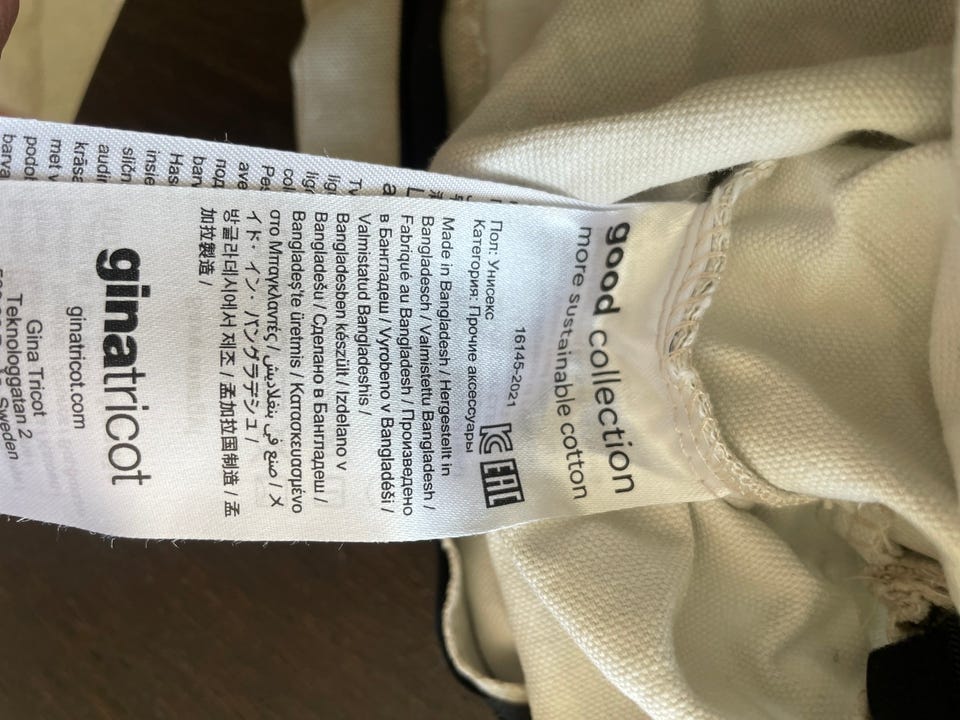 good collection
more sustainable cotton
16145-2021
EAC
Пол: Унисекс
Категория: Прочие аксессуары
Made in Bangladesh / Hergestellt in
Bangladesch / Valmistettu Bangladesh /
Fabriqué au Bangladesh / Произведено
в Бангладеш / Vyrobeno v Bangladéši /
Valmistatud Bangladeshis /
Bangladesben készült / Izdelano v
Bangladešu / Сделано в Бангладеш /
Bangladeş'te üretmis / Κατασκευασμένο
στο Μπαγκλαντές / صنع في بنغلاديش / メ
イド・イン・バングラデシュ /
방글라데시에서 제조 / 孟加拉国制造 / 孟
加拉製造 /
ginatricot
ginatricot.com
Gina Tricot
Teknologgatan 2
Sweden